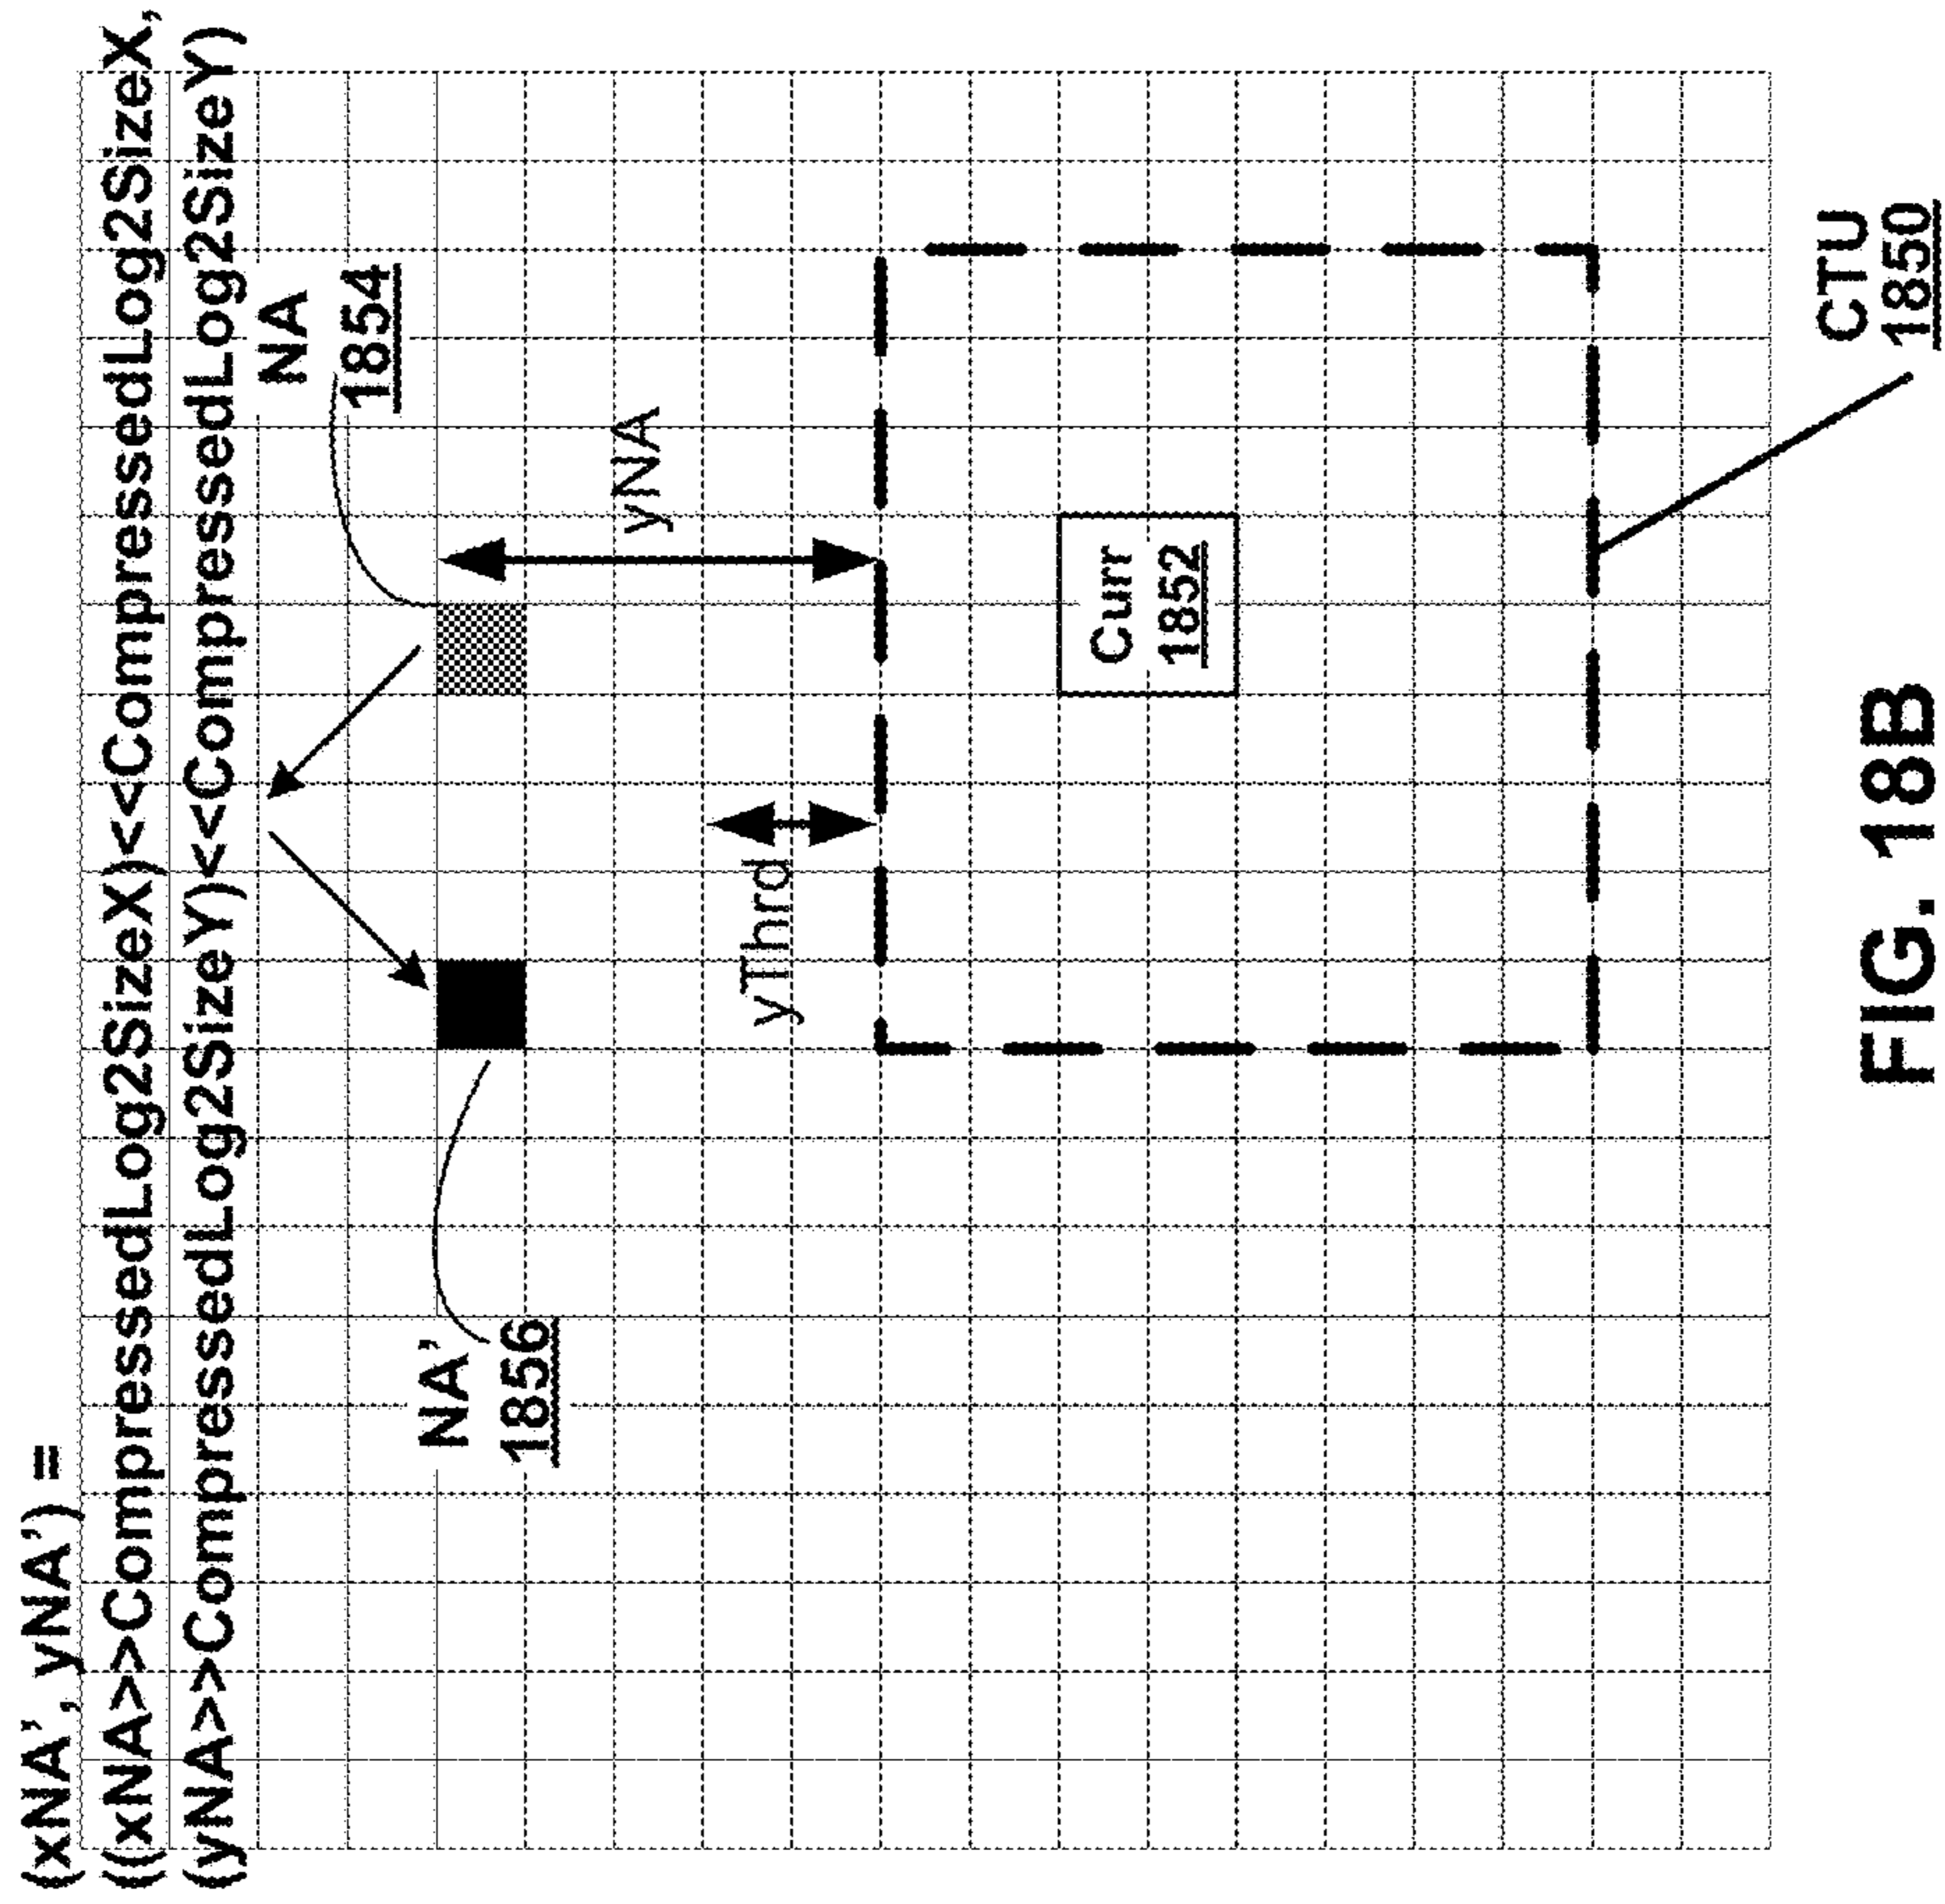 (xNA’, yNA’) =
((xNA>>CompressedLog2SizeX)<<CompressedLog2SizeX,
(yNA>>CompressedLog2SizeY)<<CompressedLog2SizeY)
NA
1854
NA’
1856
yNA
yThrd
Curr
1852
CTU
1850
FIG. 18B